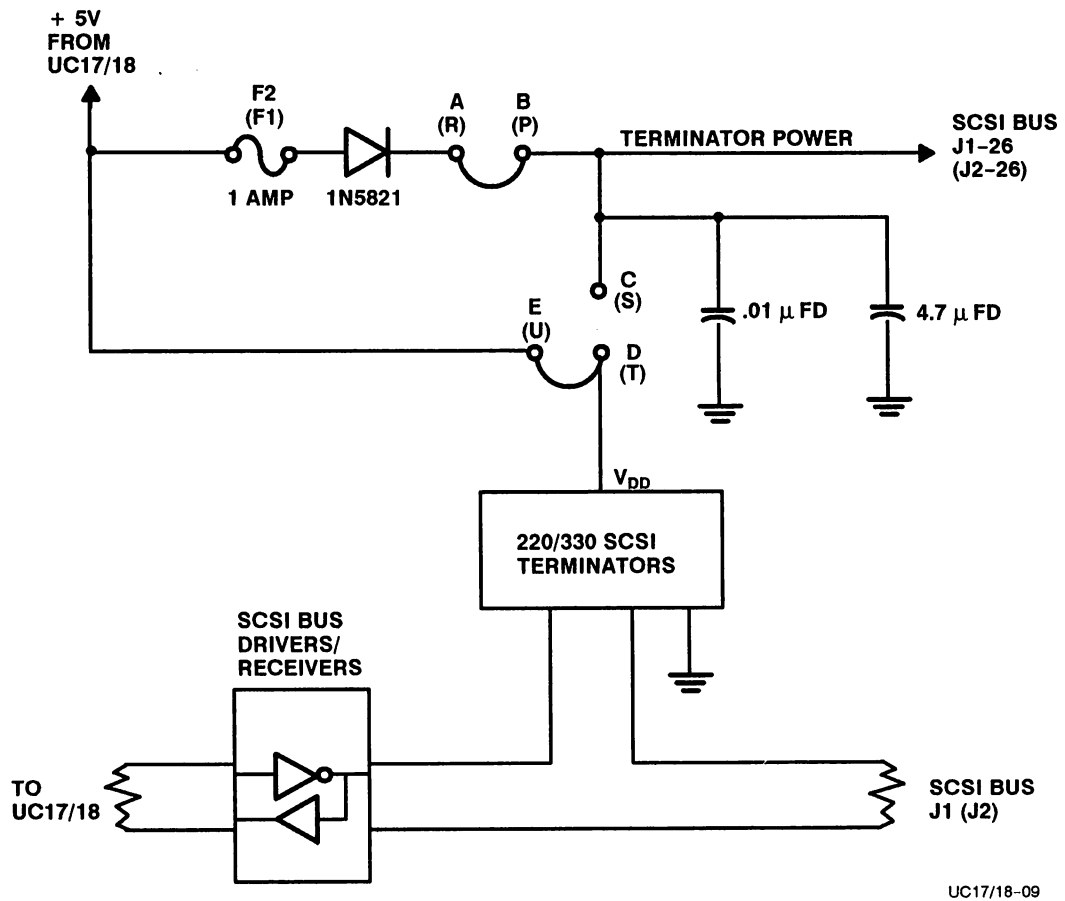 + 5V
FROM
UC17/18
F2
(F1)
1 AMP
1N5821
A
(R)
B
(P)
TERMINATOR POWER
SCSI BUS
J1-26
(J2-26)
C
(S)
E
(U)
D
(T)
.01 μ FD
4.7 μ FD
VDD
220/330 SCSI
TERMINATORS
SCSI BUS
DRIVERS/
RECEIVERS
TO
UC17/18
SCSI BUS
J1 (J2)
UC17/18-09